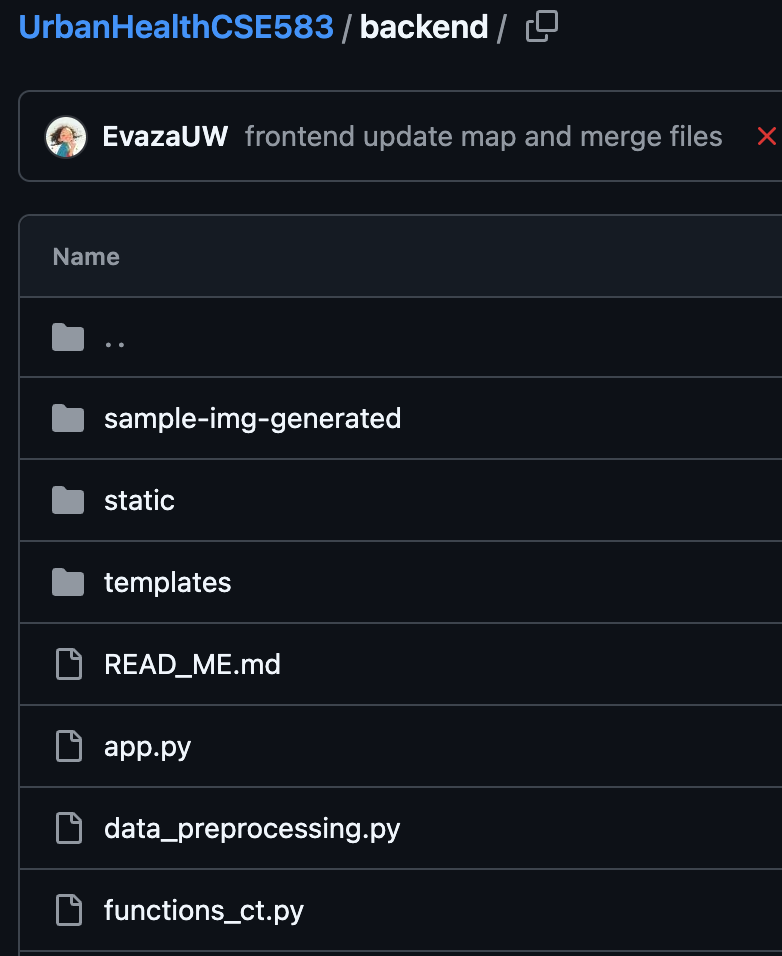 UrbanHealthCSE583 / backend /
EvazaUW frontend update map and merge files
Name
..
sample-img-generated
static
templates
READ_ME.md
app.py
data_preprocessing.py
functions_ct.py